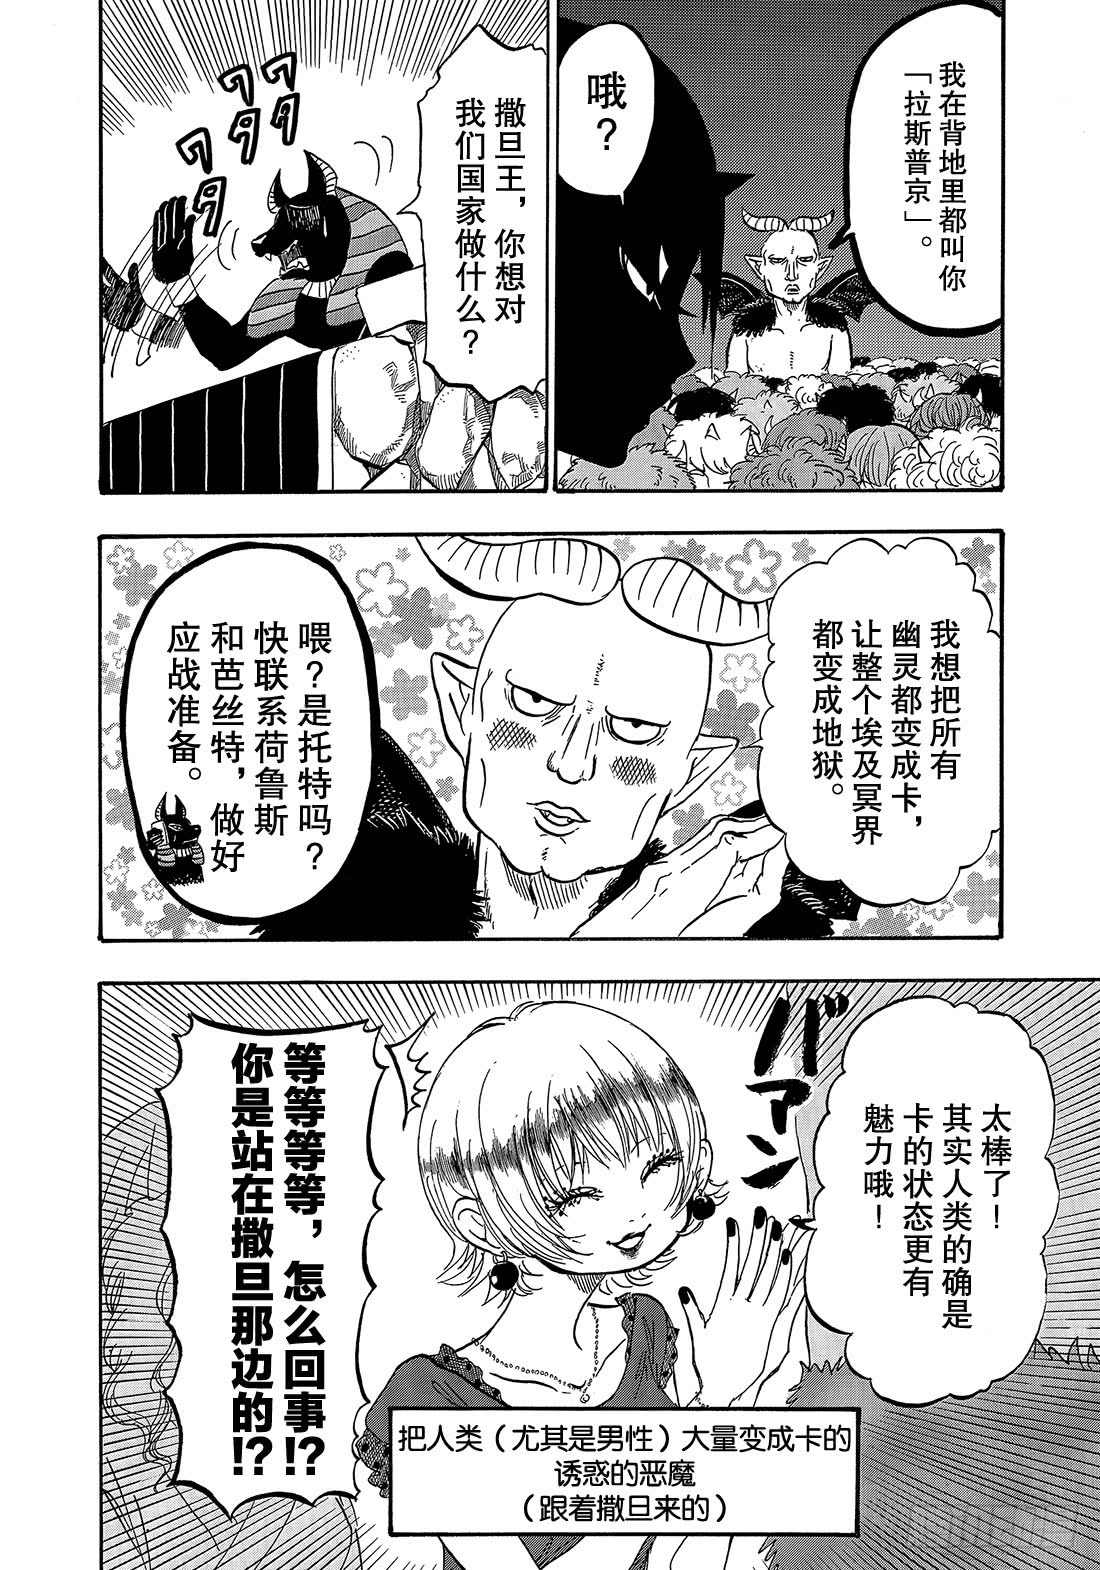 我在背地里都叫你
「拉斯普京」。
哦？
撒旦王，你想对
我们国家做什么？
ワタ
ワタ
ワタ
我想把所有
幽灵都变成卡，
让整个埃及冥界
都变成地狱。
喂？是托特吗？
快联系荷鲁斯
和芭丝特，做好
应战准备。
太棒了！
其实人类的确是
卡的状态更有
魅力哦！
バァン
等等等等，怎么回事!?
你是站在撒旦那边的!?
把人类（尤其是男性）大量变成卡的
诱惑的恶魔
（跟着撒旦来的）